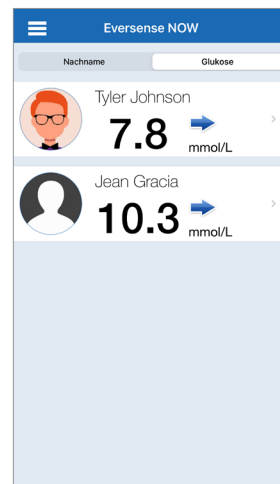 Eversense NOW
Nachname Glukose
Tyler Johnson
7.8 mmol/L
Jean Gracia
10.3 mmol/L